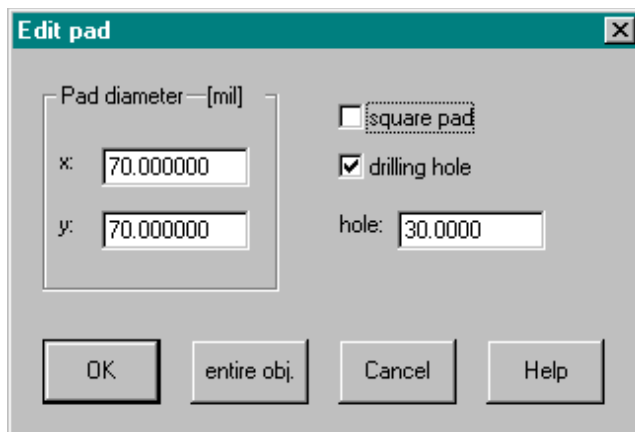 Edit pad
Pad diameter [mil]
x: 70.000000
y: 70.000000
square pad
drilling hole
hole: 30.0000
OK entire obj. Cancel Help